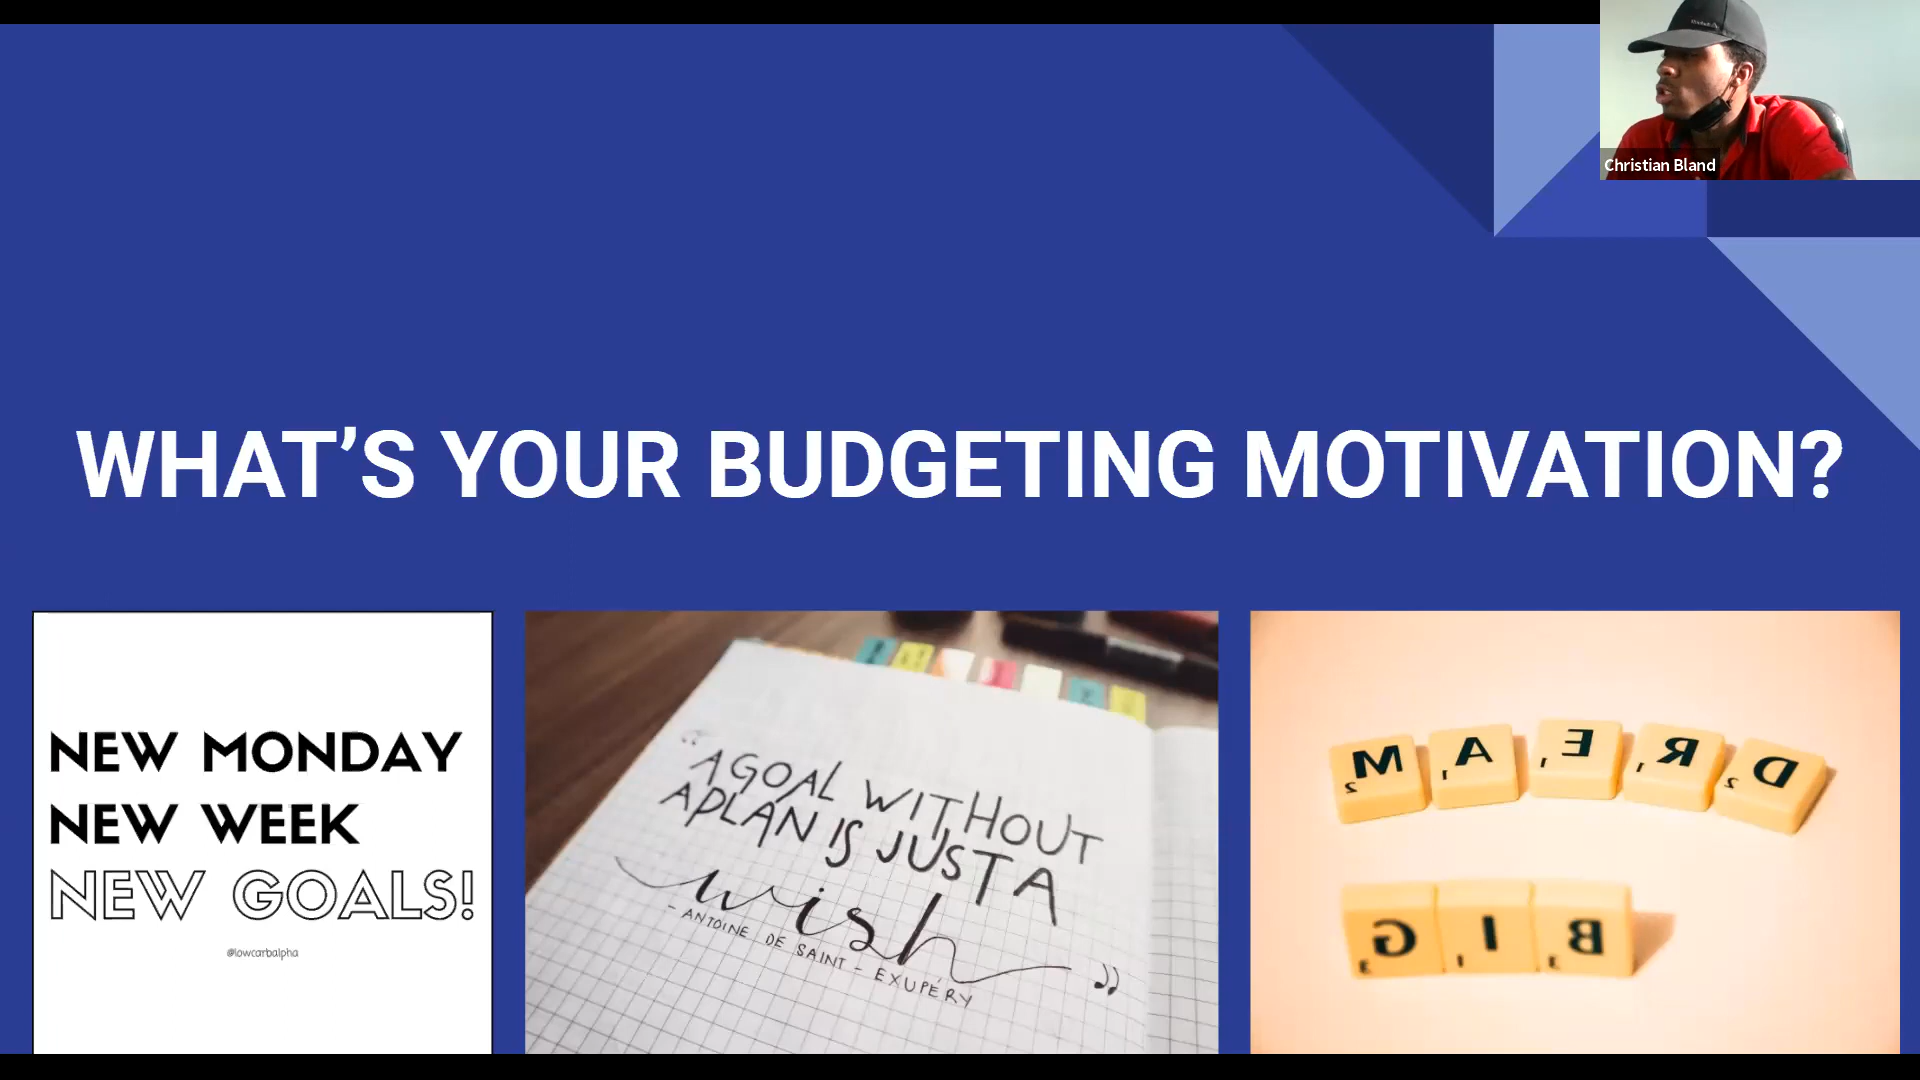 Christian Bland
WHAT’S YOUR BUDGETING MOTIVATION?
NEW MONDAY
NEW WEEK
NEW GOALS!
@lowcarbalpha
“A GOAL WITHOUT
A PLAN IS JUST A
wish
- ANTOINE DE SAINT - EXUPÉRY”
DREAM
BIG